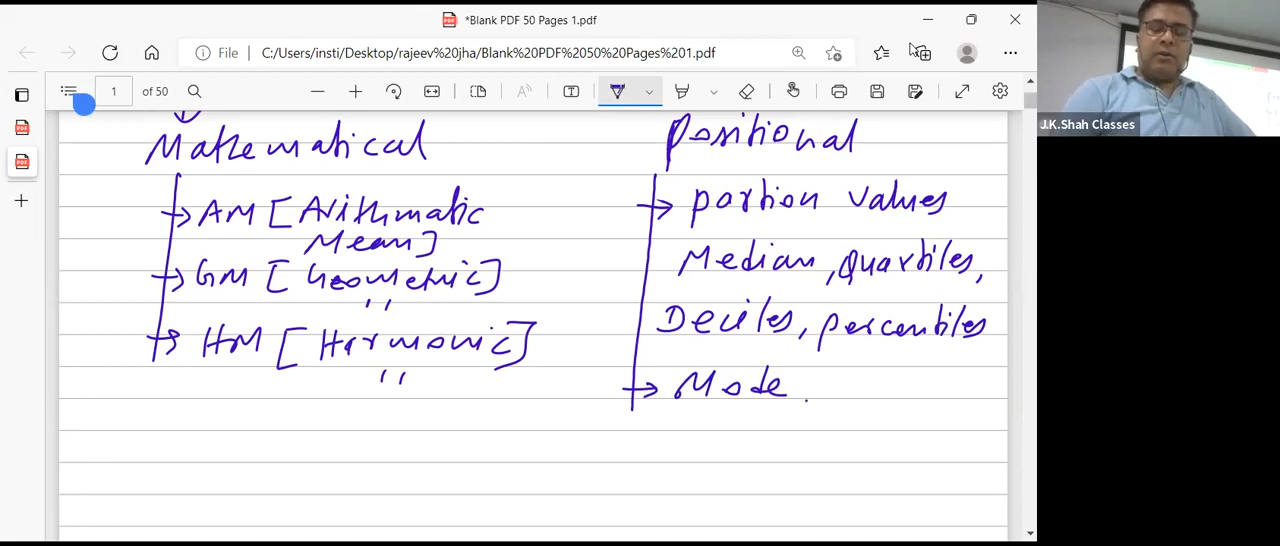 *Blank PDF 50 Pages 1.pdf
File C:/Users/insti/Desktop/rajeev%20jha/Blank%20PDF%2050%20Pages%201.pdf
1 of 50
J.K.Shah Classes
Mathematical
AM [Arithmatic
Mean]
GM [Geometric]
"
HM [Harmonic]
"
Positional
partion values
Median, Quartiles,
Deciles, percentiles
Mode.